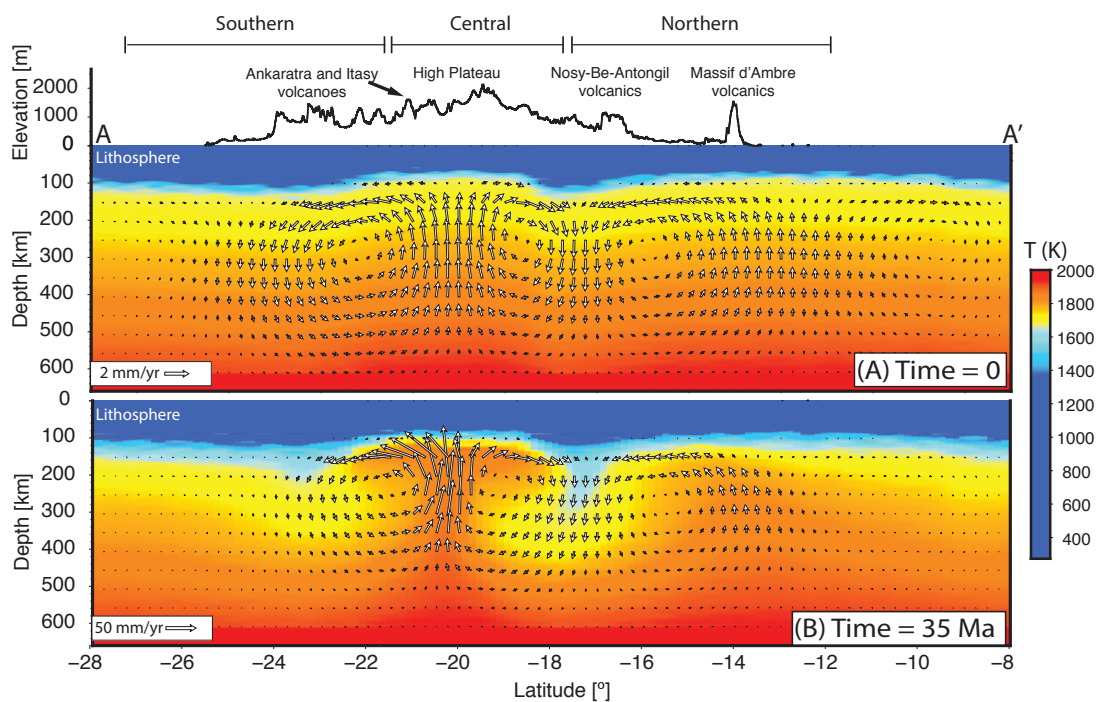 Southern Central Northern
Elevation [m]
2000
1000
0
Ankaratra and Itasy
volcanoes
High Plateau
Nosy-Be-Antongil
volcanics
Massif d'Ambre
volcanics
A A'
Lithosphere
Depth [km]
100
200
300
400
500
600
2 mm/yr
(A) Time = 0
0
Lithosphere
Depth [km]
100
200
300
400
500
600
50 mm/yr
(B) Time = 35 Ma
−28 −26 −24 −22 −20 −18 −16 −14 −12 −10 −8
Latitude [º]
T (K)
2000
1800
1600
1400
1200
1000
800
600
400